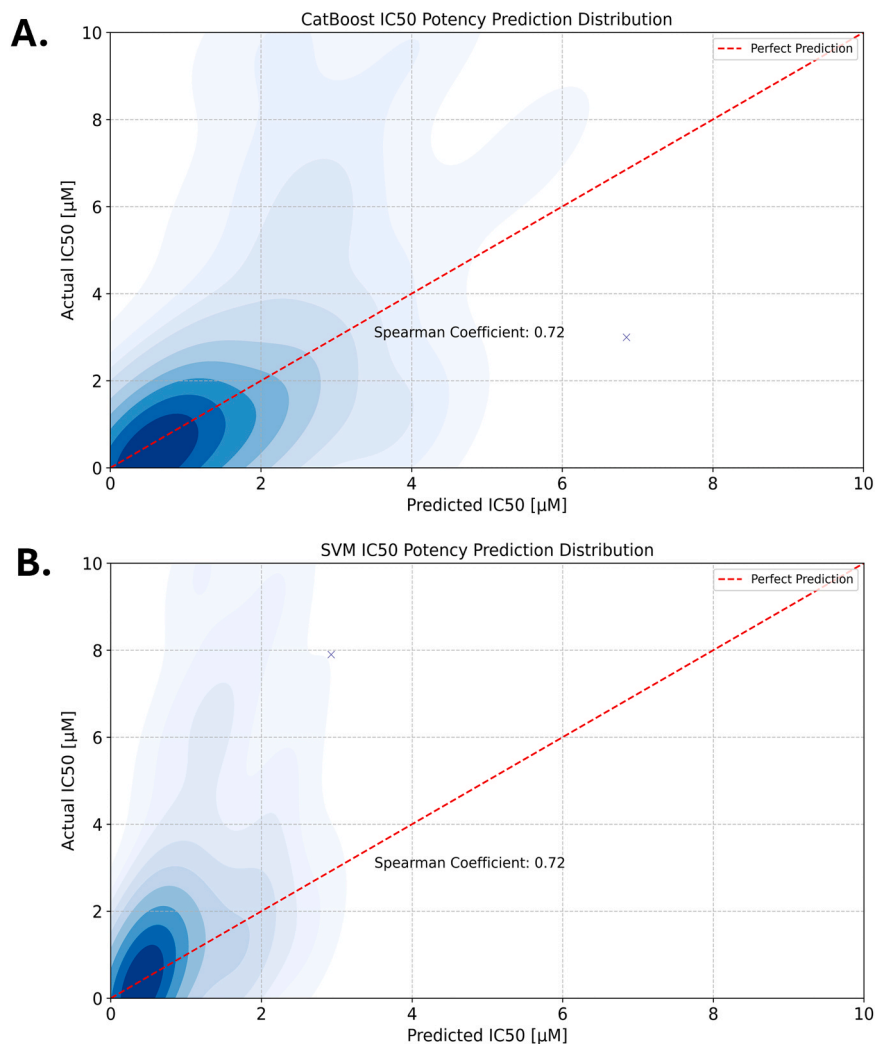 A.
CatBoost IC50 Potency Prediction Distribution
Perfect Prediction
10
8
6
4
2
0
Actual IC50 [μM]
Spearman Coefficient: 0.72
0 2 4 6 8 10
Predicted IC50 [μM]
B.
SVM IC50 Potency Prediction Distribution
Perfect Prediction
10
8
6
4
2
0
Actual IC50 [μM]
Spearman Coefficient: 0.72
0 2 4 6 8 10
Predicted IC50 [μM]